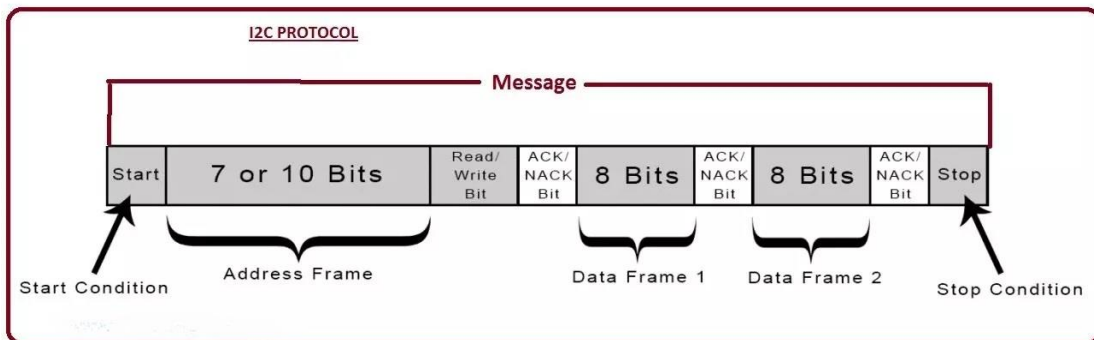 I2C PROTOCOL
Message
Start
7 or 10 Bits
Read/
Write
Bit
ACK/
NACK
Bit
8 Bits
ACK/
NACK
Bit
8 Bits
ACK/
NACK
Bit
Stop
Start Condition
Address Frame
Data Frame 1
Data Frame 2
Stop Condition